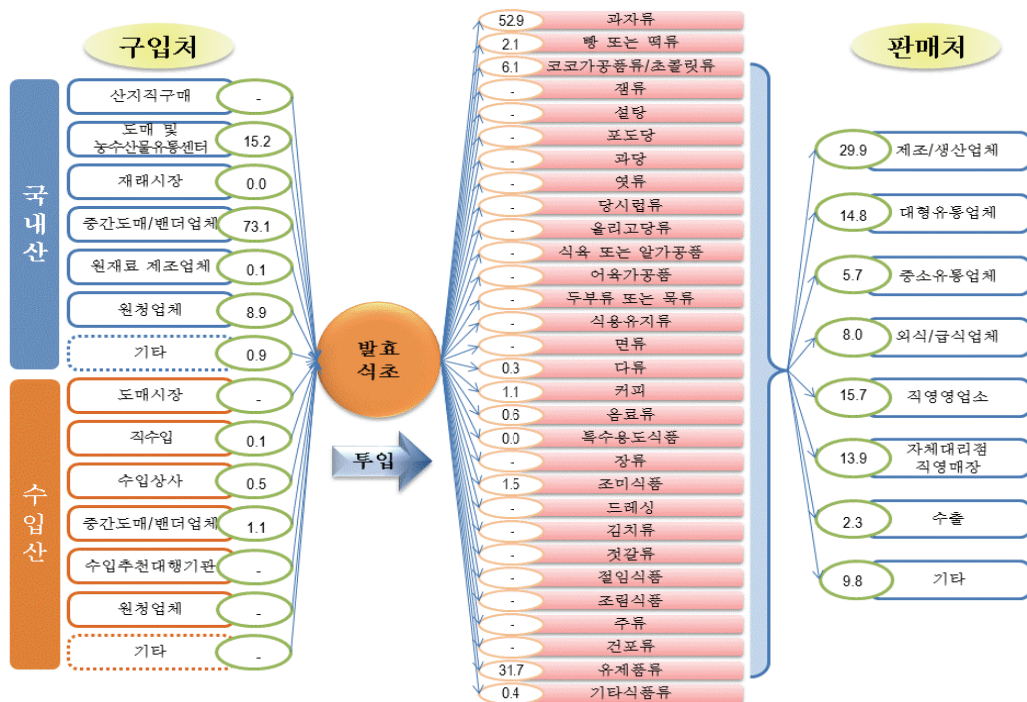 구입처
국내산
산지직구매 -
도매 및
농수산물유통센터 15.2
재래시장 0.0
중간도매/밴더업체 73.1
원재료 제조업체 0.1
원청업체 8.9
기타 0.9
수입산
도매시장 -
직수입 0.1
수입상사 0.5
중간도매/밴더업체 1.1
수입추천대행기관 -
원청업체 -
기타 -
발효
식초
투입
52.9 과자류
2.1 빵 또는 떡류
6.1 코코가공품류/초콜릿류
- 잼류
- 설탕
- 포도당
- 과당
- 엿류
- 당시럽류
- 올리고당류
- 식육 또는 알가공품
- 어육가공품
- 두부류 또는 묵류
- 식용유지류
- 면류
0.3 다류
1.1 커피
0.6 음료류
0.0 특수용도식품
- 장류
1.5 조미식품
- 드레싱
- 김치류
- 젓갈류
- 절임식품
- 조림식품
- 주류
- 건포류
31.7 유제품류
0.4 기타식품류
판매처
29.9 제조/생산업체
14.8 대형유통업체
5.7 중소유통업체
8.0 외식/급식업체
15.7 직영영업소
13.9 자체대리점
직영매장
2.3 수출
9.8 기타